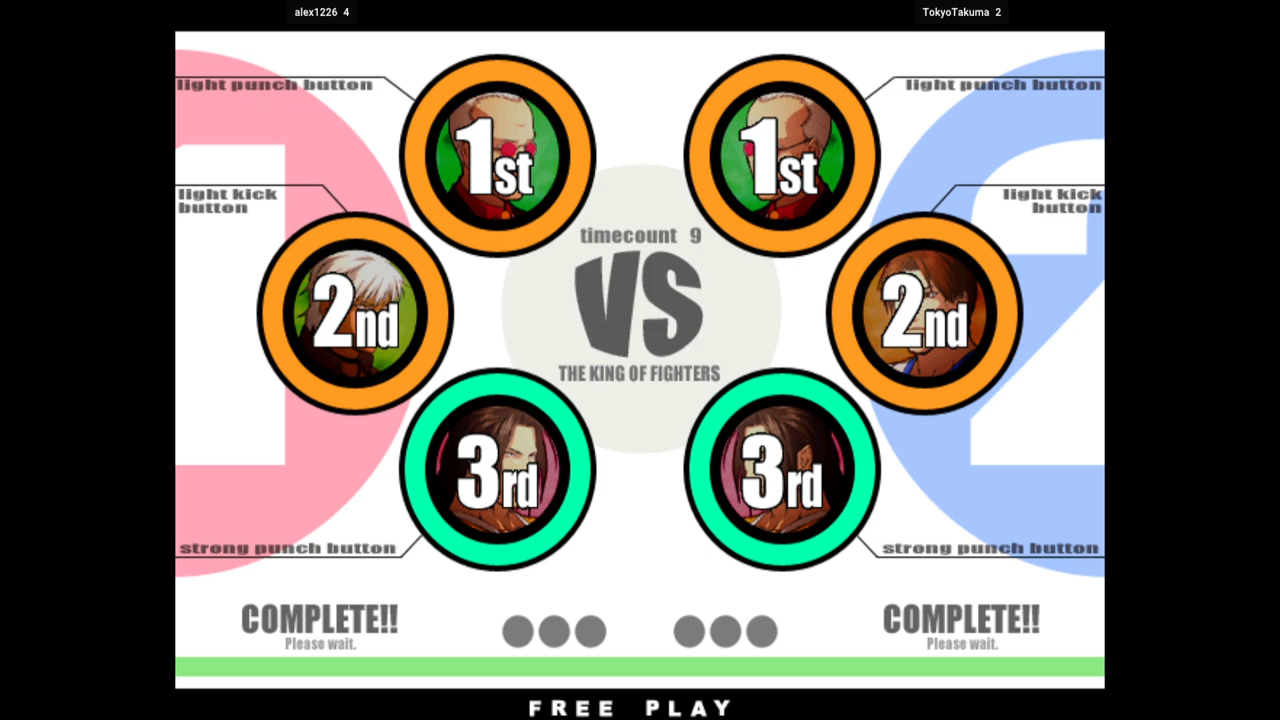 alex1226 4
TokyoTakuma 2
light punch button
light punch button
1st
1st
light kick
button
light kick
button
timecount 9
VS
THE KING OF FIGHTERS
2nd
2nd
3rd
3rd
strong punch button
strong punch button
COMPLETE!!
Please wait.
COMPLETE!!
Please wait.
1
2
FREE PLAY